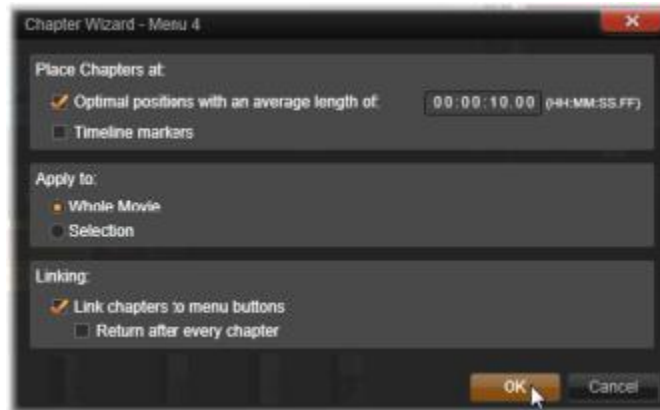 Chapter Wizard - Menu 4
Place Chapters at:
Optimal positions with an average length of: 00:00:10.00 (HH:MM:SS.FF)
Timeline markers
Apply to:
Whole Movie
Selection
Linking:
Link chapters to menu buttons
Return after every chapter
OK Cancel